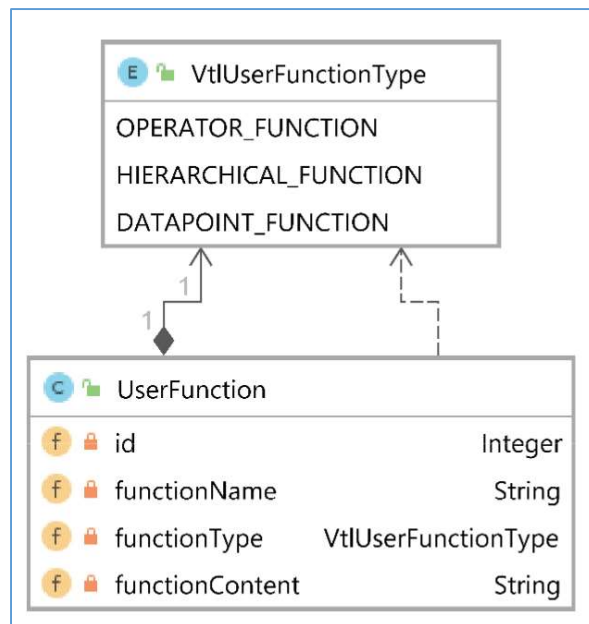 E VtlUserFunctionType
OPERATOR_FUNCTION
HIERARCHICAL_FUNCTION
DATAPOINT_FUNCTION
1
1
C UserFunction
f id Integer
f functionName String
f functionType VtlUserFunctionType
f functionContent String